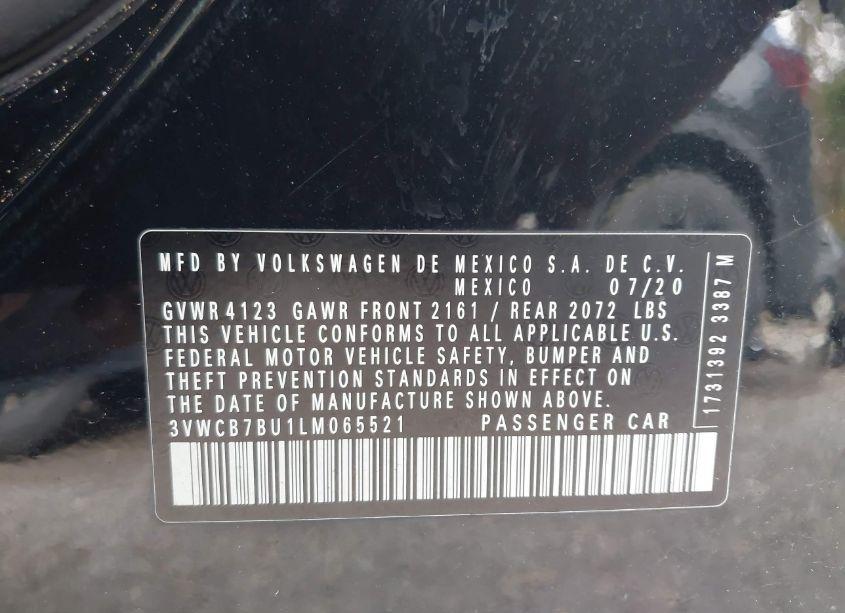 MFD BY VOLKSWAGEN DE MEXICO S.A. DE C.V.
MEXICO 07/20
GVWR 4123 GAWR FRONT 2161 / REAR 2072 LBS
THIS VEHICLE CONFORMS TO ALL APPLICABLE U.S.
FEDERAL MOTOR VEHICLE SAFETY, BUMPER AND
THEFT PREVENTION STANDARDS IN EFFECT ON
THE DATE OF MANUFACTURE SHOWN ABOVE.
3VWCB7BU1LM065521 PASSENGER CAR
1731392 3387 M